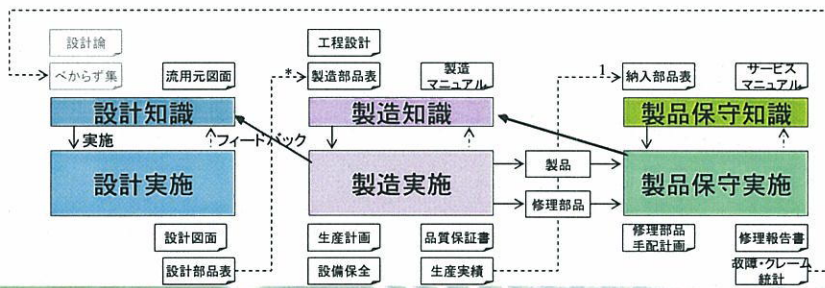 設計論
工程設計
べからず集
流用元図面
*
製造部品表
製造
マニュアル
1
納入部品表
サービス
マニュアル
設計知識
製造知識
製品保守知識
実施
フィードバック
設計実施
製造実施
製品
修理部品
製品保守実施
設計図面
生産計画
品質保証書
修理部品
手配計画
修理報告書
設計部品表
設備保全
生産実績
故障・クレーム
統計